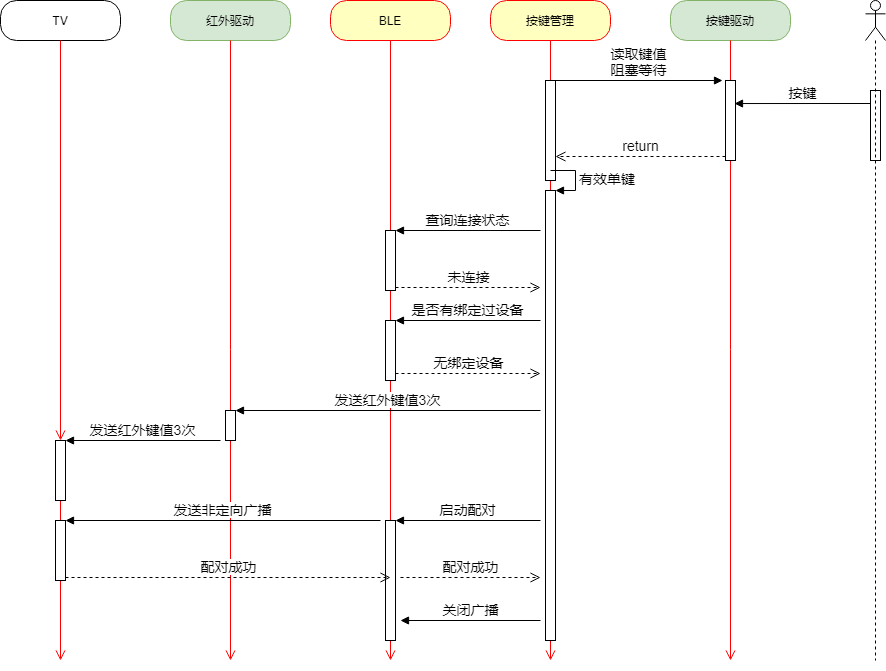 TV
红外驱动
BLE
按键管理
按键驱动
读取键值
阻塞等待
按键
return
有效单键
查询连接状态
未连接
是否有绑定过设备
无绑定设备
发送红外键值3次
发送红外键值3次
发送非定向广播
启动配对
配对成功
配对成功
关闭广播